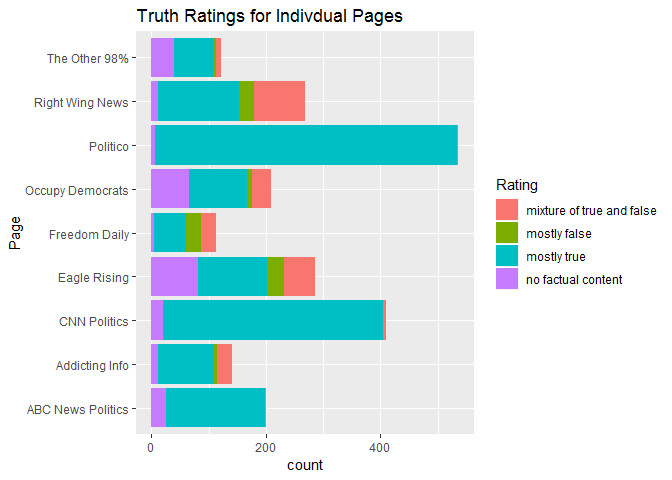 Truth Ratings for Indivdual Pages
The Other 98%
Right Wing News
Politico
Occupy Democrats
Freedom Daily
Eagle Rising
CNN Politics
Addicting Info
ABC News Politics
Page
0
200
400
count
Rating
mixture of true and false
mostly false
mostly true
no factual content